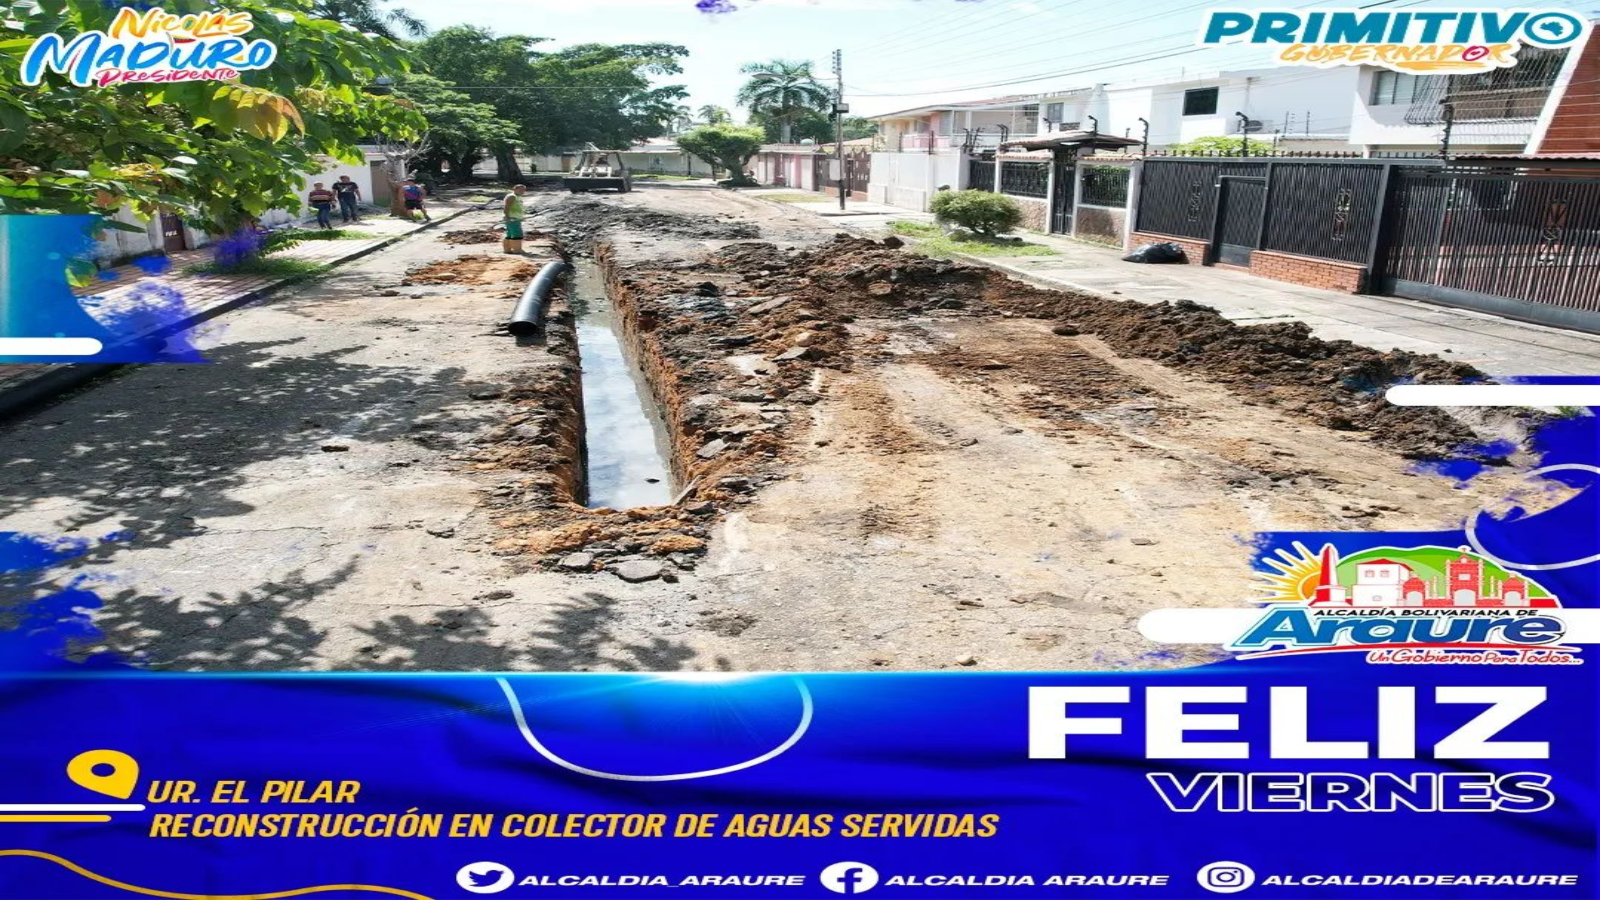 NICOLAS
MADURO
PRESIDENTE
PRIMITIVO
GOBERNADOR
ALCALDÍA BOLIVARIANA DE
Araure
Un Gobierno Para Todos...
FELIZ
VIERNES
UR. EL PILAR
RECONSTRUCCIÓN EN COLECTOR DE AGUAS SERVIDAS
ALCALDIA_ARAURE
ALCALDIA ARAURE
ALCALDIADEARAURE